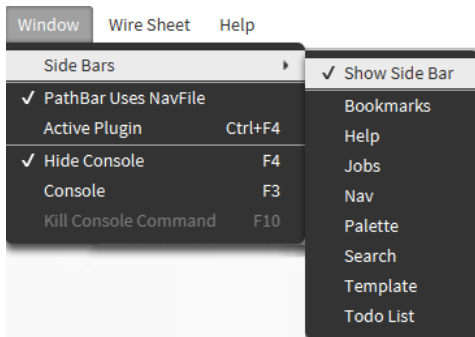 Window Wire Sheet Help
Side Bars
✓ PathBar Uses NavFile
Active Plugin Ctrl+F4
✓ Hide Console F4
Console F3
Kill Console Command F10
✓ Show Side Bar
Bookmarks
Help
Jobs
Nav
Palette
Search
Template
Todo List